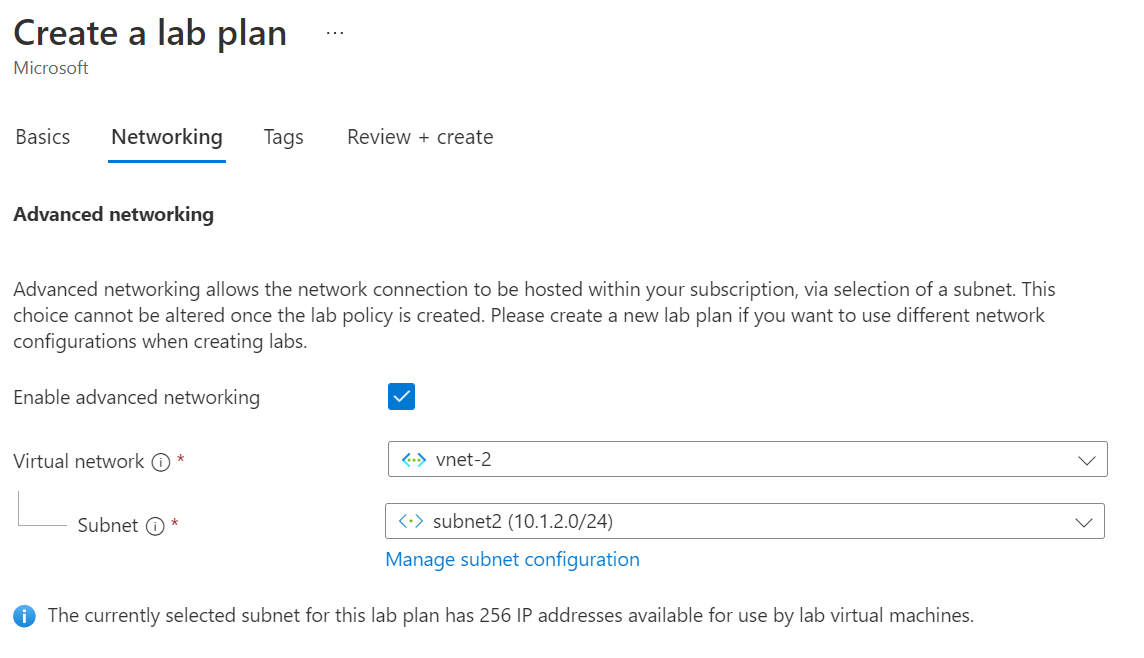 Create a lab plan ...
Microsoft
Basics Networking Tags Review + create
Advanced networking
Advanced networking allows the network connection to be hosted within your subscription, via selection of a subnet. This
choice cannot be altered once the lab policy is created. Please create a new lab plan if you want to use different network
configurations when creating labs.
Enable advanced networking
Virtual network * vnet-2
Subnet * subnet2 (10.1.2.0/24)
Manage subnet configuration
The currently selected subnet for this lab plan has 256 IP addresses available for use by lab virtual machines.